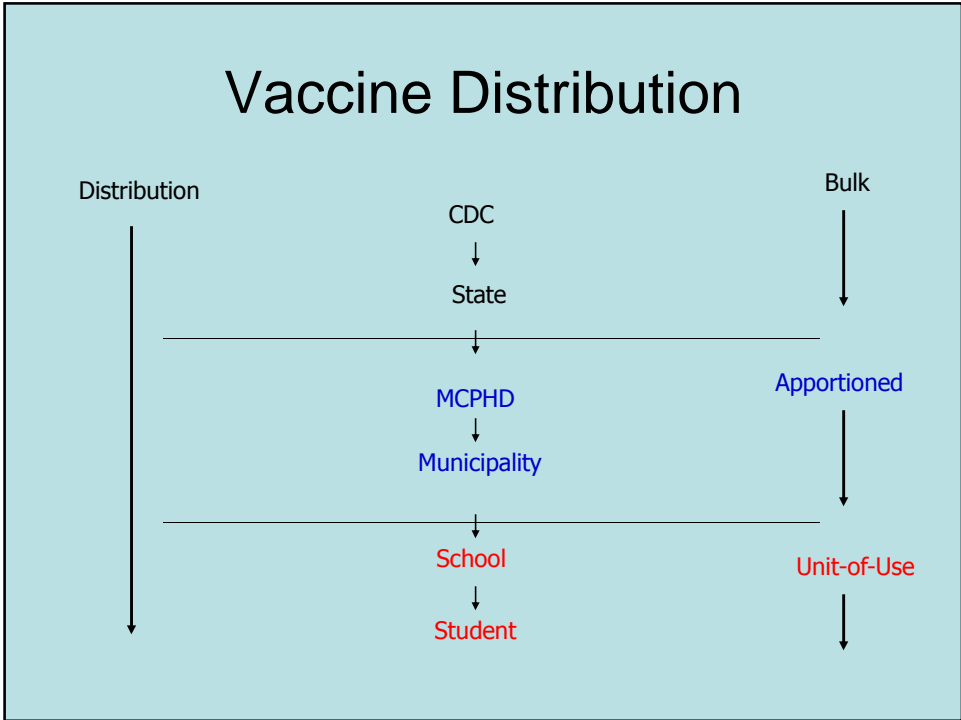 Vaccine Distribution
Distribution
Bulk
CDC
State
Apportioned
MCPHD
Municipality
School
Unit-of-Use
Student